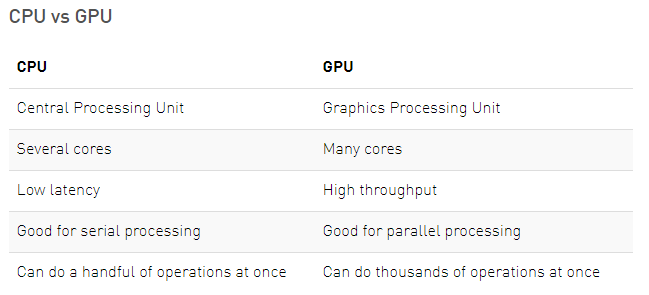 CPU vs GPU
CPU GPU
Central Processing Unit Graphics Processing Unit
Several cores Many cores
Low latency High throughput
Good for serial processing Good for parallel processing
Can do a handful of operations at once Can do thousands of operations at once